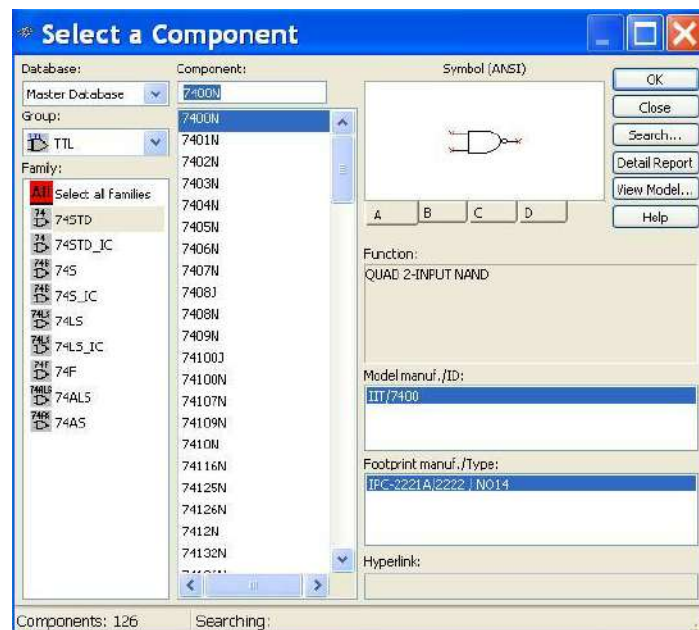 Select a Component
Database:
Master Database
Group:
TTL
Family:
All Select all families
74STD
74STD_IC
74S
74S_IC
74LS
74LS_IC
74F
74ALS
74AS
Component:
7400N
7400N
7401N
7402N
7403N
7404N
7405N
7406N
7407N
7408J
7408N
7409N
74100J
74100N
74107N
74109N
7410N
74116N
74125N
74126N
7412N
74132N
Symbol (ANSI)
A B C D
Function:
QUAD 2-INPUT NAND
Model manuf./ID:
IIT/7400
Footprint manuf./Type:
IPC-2221A/2222 / NO14
Hyperlink:
OK
Close
Search...
Detail Report
View Model...
Help
Components: 126 Searching: